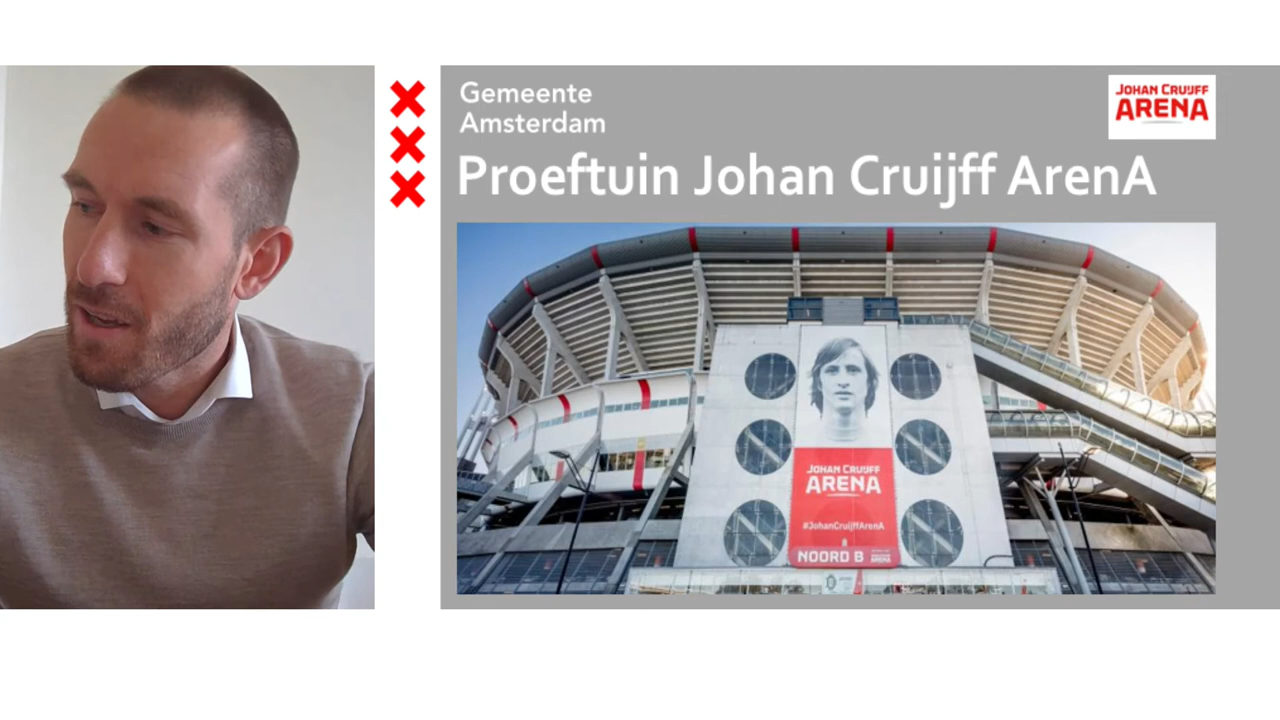 Gemeente
Amsterdam
JOHAN CRUIJFF
ARENA
Proeftuin Johan Cruijff ArenA
JOHAN CRUIJFF
ARENA
#JohanCruijffArenA
NOORD B